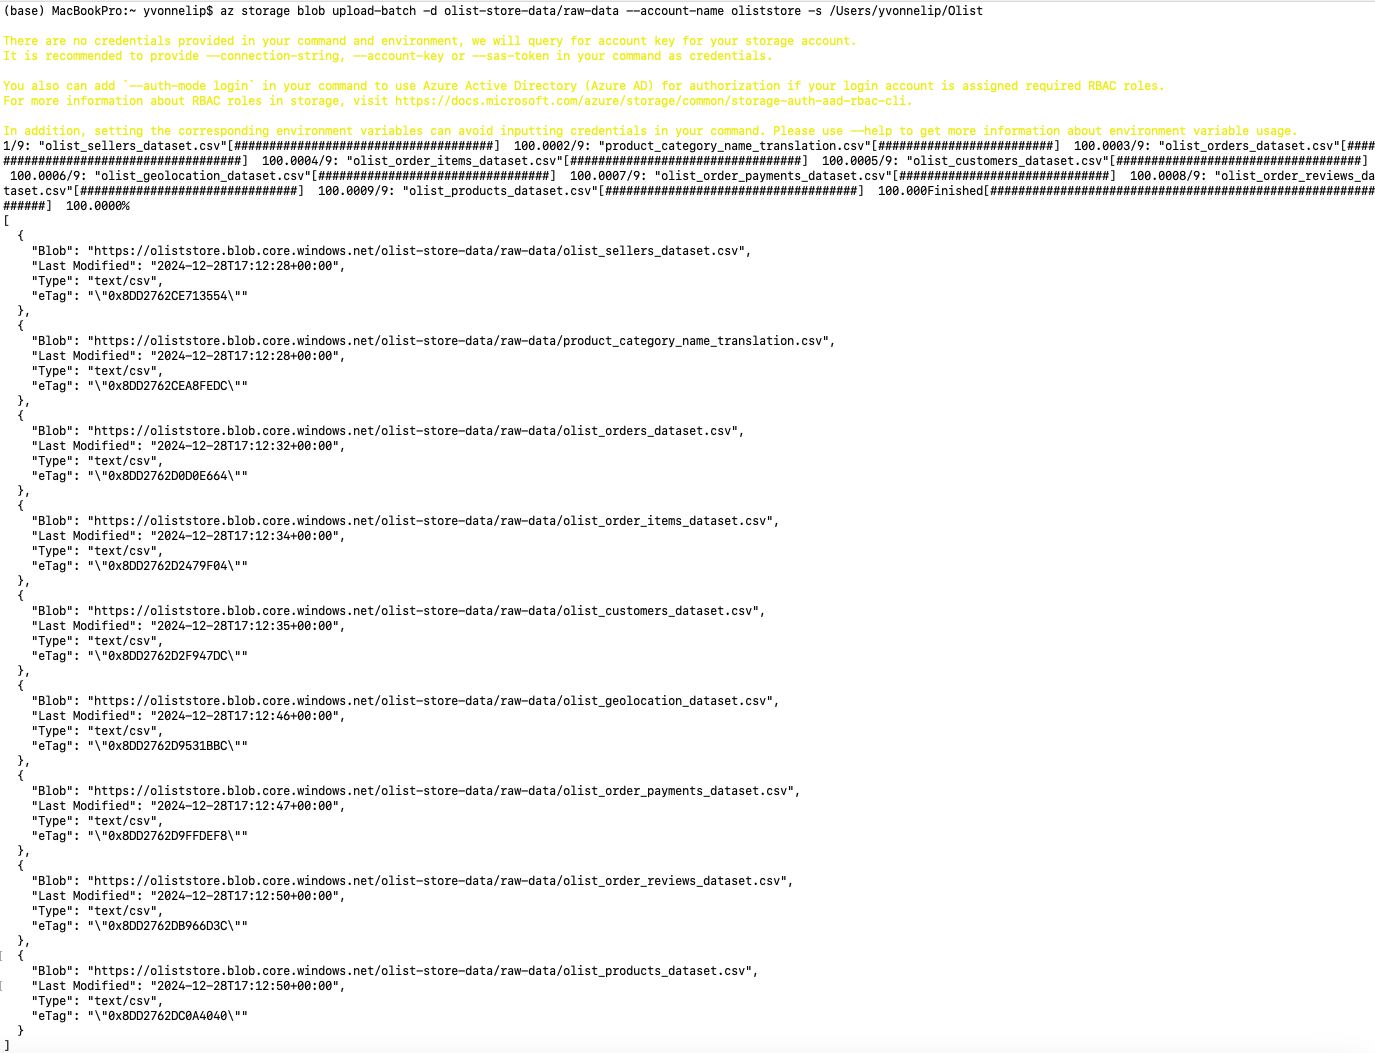 (base) MacBookPro:~ yvonnelip$ az storage blob upload-batch -d olist-store-data/raw-data --account-name oliststore -s /Users/yvonnelip/Olist
There are no credentials provided in your command and environment, we will query for account key for your storage account.
It is recommended to provide --connection-string, --account-key or --sas-token in your command as credentials.
You also can add `--auth-mode login` in your command to use Azure Active Directory (Azure AD) for authorization if your login account is assigned required RBAC roles.
For more information about RBAC roles in storage, visit https://docs.microsoft.com/azure/storage/common/storage-auth-aad-rbac-cli.
In addition, setting the corresponding environment variables can avoid inputting credentials in your command. Please use --help to get more information about environment variable usage.
1/9: "olist_sellers_dataset.csv"[#####################################]  100.0002/9: "product_category_name_translation.csv"[#########################]  100.0003/9: "olist_orders_dataset.csv"[####
##################################]  100.0004/9: "olist_order_items_dataset.csv"[#################################]  100.0005/9: "olist_customers_dataset.csv"[###################################]
 100.0006/9: "olist_geolocation_dataset.csv"[#################################]  100.0007/9: "olist_order_payments_dataset.csv"[##############################]  100.0008/9: "olist_order_reviews_da
taset.csv"[###############################]  100.0009/9: "olist_products_dataset.csv"[####################################]  100.000Finished[#######################################################
######]  100.0000%
[
  {
    "Blob": "https://oliststore.blob.core.windows.net/olist-store-data/raw-data/olist_sellers_dataset.csv",
    "Last Modified": "2024-12-28T17:12:28+00:00",
    "Type": "text/csv",
    "eTag": "\"0x8DD2762CE713554\""
  },
  {
    "Blob": "https://oliststore.blob.core.windows.net/olist-store-data/raw-data/product_category_name_translation.csv",
    "Last Modified": "2024-12-28T17:12:28+00:00",
    "Type": "text/csv",
    "eTag": "\"0x8DD2762CEA8FEDC\""
  },
  {
    "Blob": "https://oliststore.blob.core.windows.net/olist-store-data/raw-data/olist_orders_dataset.csv",
    "Last Modified": "2024-12-28T17:12:32+00:00",
    "Type": "text/csv",
    "eTag": "\"0x8DD2762D0D0E664\""
  },
  {
    "Blob": "https://oliststore.blob.core.windows.net/olist-store-data/raw-data/olist_order_items_dataset.csv",
    "Last Modified": "2024-12-28T17:12:34+00:00",
    "Type": "text/csv",
    "eTag": "\"0x8DD2762D2479F04\""
  },
  {
    "Blob": "https://oliststore.blob.core.windows.net/olist-store-data/raw-data/olist_customers_dataset.csv",
    "Last Modified": "2024-12-28T17:12:35+00:00",
    "Type": "text/csv",
    "eTag": "\"0x8DD2762D2F947DC\""
  },
  {
    "Blob": "https://oliststore.blob.core.windows.net/olist-store-data/raw-data/olist_geolocation_dataset.csv",
    "Last Modified": "2024-12-28T17:12:46+00:00",
    "Type": "text/csv",
    "eTag": "\"0x8DD2762D9531BBC\""
  },
  {
    "Blob": "https://oliststore.blob.core.windows.net/olist-store-data/raw-data/olist_order_payments_dataset.csv",
    "Last Modified": "2024-12-28T17:12:47+00:00",
    "Type": "text/csv",
    "eTag": "\"0x8DD2762D9FFDEF8\""
  },
  {
    "Blob": "https://oliststore.blob.core.windows.net/olist-store-data/raw-data/olist_order_reviews_dataset.csv",
    "Last Modified": "2024-12-28T17:12:50+00:00",
    "Type": "text/csv",
    "eTag": "\"0x8DD2762DB966D3C\""
  },
  {
    "Blob": "https://oliststore.blob.core.windows.net/olist-store-data/raw-data/olist_products_dataset.csv",
    "Last Modified": "2024-12-28T17:12:50+00:00",
    "Type": "text/csv",
    "eTag": "\"0x8DD2762DC0A4040\""
  }
]